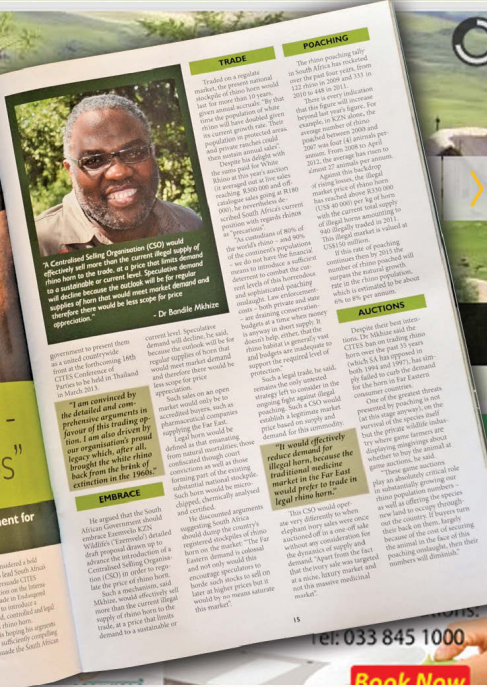 "A Centralised Selling Organisation (CSO) would
effectively sell more than the current illegal supply of
horn to the trade, at a price that limits demand
to a sustainable or current level. Speculative demand
will decline because the outlook will be for regular
supplies of horn that would meet market demand and
therefore there would be less scope for price
appreciation."
- Dr Bandile Mkhize
government to present them
as a united countrywide
front at the forthcoming 16th
CITES Conference of
Parties to be held in Thailand
in March 2013.
"I am convinced by
the detailed and com-
prehensive arguments in
favour of this trading op-
tion. I am also driven by
our organisation's proud
legacy which, after all,
brought the white rhino
back from the brink of
extinction in the 1960s."
EMBRACE
He argued that the South
African Government should
embrace Ezemvelo KZN
Wildlife's ('Ezemvelo') detailed
draft proposal drawn up to
advance the introduction of a
Centralised Selling Organisa-
tion (CSO) in order to regu-
late the price of rhino horn.
Such a mechanism, said
Mkhize, would effectively sell
more than the current illegal
supply of rhino horn to the
trade, at a price that limits
demand to a sustainable or
current level. Speculative
demand will decline, he said,
because the outlook will be for
regular supplies of horn that
would meet market demand
and therefore there would be
less scope for price
appreciation.
Such sales on an open
market would only be to
accredited buyers, such as
pharmaceutical companies
supplying the Far East.
Legal horn would be
defined as that emanating
from natural mortalities; those
confiscated through court
convictions as well as those
forming part of the existing
substantial national stockpile.
Such horn would be micro-
chipped, chemically analysed
and certified.
He discounted arguments
suggesting South Africa
should dump the country's
registered stockpiles of rhino
horn on the market: "The Far
Eastern demand is colossal
and not only would this
encourage speculators to
horde such stocks to sell on
later at higher prices but it
would by no means saturate
this market".
TRADE
Traded on a regulate
market, the present national
stockpile of rhino horn would
last for more than 10 years,
given annual accruals: "By that
time the population of white
rhino will have doubled given
its current growth rate. Their
population in protected areas
and private ranches could
then sustain annual sales".
Despite his delight with
the sums paid for White
Rhino at this year's auction
reaching R500 000 and off-
catalogue sales going at R180
000), he nevertheless de-
scribed South Africa's current
position with regards rhinos
as "precarious".
"As custodians of 80% of
the world's rhino – and 90%
of the continent's populations
– we do not have the financial
means to introduce a sufficient
deterrent to combat the cur-
rent levels of this horrendous
and sophisticated poaching
onslaught. Law enforcement
costs – both private and state
– are draining conservation
budgets at a time when money
is anyway in short supply. It
doesn't help, either, that the
rhino habitat is generally vast
and budgets are inadequate to
support the required level of
protection."
Such a legal trade, he said,
remains the only untested
strategy left to consider in the
ongoing fight against illegal
poaching. Such a CSO would
establish a legitimate market
price based on supply and
demand for this commodity.
"It would effectively
reduce demand for
illegal horn, because the
traditional medicine
market in the Far East
would prefer to trade in
legal rhino horn."
This CSO would oper-
ate very differently to when
elephant ivory sales were once
auctioned off in a one-off sale
without any consideration for
the dynamics of supply and
demand, "apart from the fact
that the ivory sale was targeted
at a niche, luxury market and
not this massive medicinal
market".
POACHING
The rhino poaching tally
in South Africa has rocketed
over the past four years, from
122 rhino in 2009 and 333 in
2010 to 448 in 2011.
There is every indication
that this figure will increase
beyond last year's figure. For
example, in KZN alone, the
average number of rhino
poached between 2000 and
2007 was four (4) animals per
annum. From 2008 to April
2012, the average has risen to
almost 27 animals per annum.
Against this backdrop
of rising losses, the illegal
market price of rhino horn
has reached above R330 000
(US$ 40 000) per kg of horn
with the current total supply
of illegal horns amounting to
940 (illegally traded in 2011).
This illegal market is valued at
US$150 million.
If this rate of poaching
continues then by 2015 the
number of rhino poached will
surpass the natural growth
rate in the rhino population,
which is estimated to be about
6% to 8% per annum.
AUCTIONS
Despite their best inten-
tions, Dr Mkhize said the
CITES ban on trading rhino
horn over the past 35 years
(which SA has opposed in
both 1994 and 1997), has sim-
ply failed to curb the demand
for the horn in Far Eastern
consumer countries.
One of the greatest threats
presented by poaching is not
(at this stage anyway), on the
survival of the species itself
but the private wildlife indus-
try where game farmers are
displaying misgivings about
whether to buy the animal at
game auctions, he said.
"These game auctions
play an absolutely critical role
in substantially growing our
rhino population numbers –
as well as offering the species
new land to occupy through-
out the country. If buyers turn
their back on them, largely
because of the cost of securing
the animal in the face of this
poaching onslaught, then their
numbers will diminish."
15
Tel: 033 845 1000
Book Now